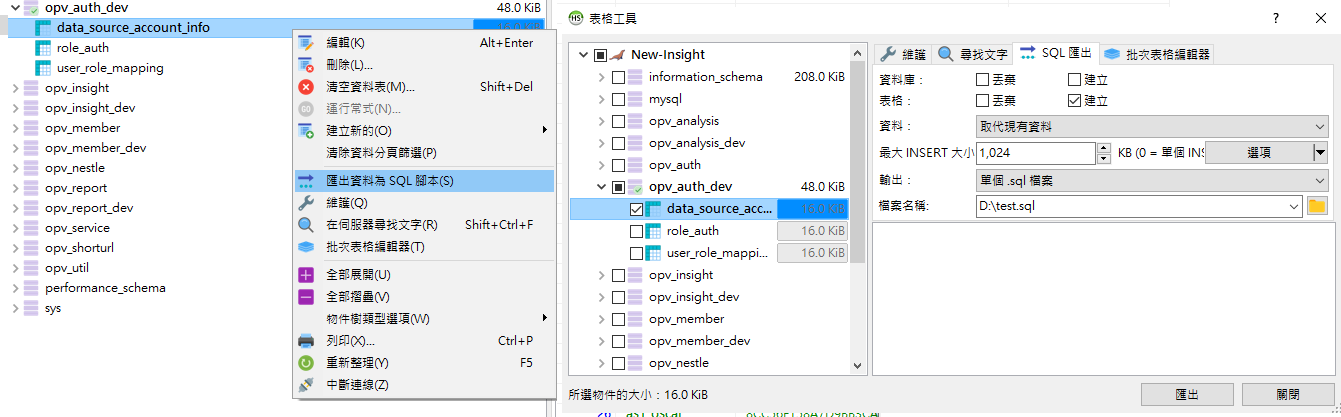 opv_auth_dev 48.0 KiB
data_source_account_info
role_auth
user_role_mapping
opv_insight
opv_insight_dev
opv_member
opv_member_dev
opv_nestle
opv_report
opv_report_dev
opv_service
opv_shorturl
opv_util
performance_schema
sys
編輯(K) Alt+Enter
刪除(L)...
清空資料表(M)... Shift+Del
運行常式(N)...
建立新的(O)
清除資料分頁篩選(P)
匯出資料為 SQL 腳本(S)
維護(Q)
在伺服器尋找文字(R) Shift+Ctrl+F
批次表格編輯器(T)
全部展開(U)
全部摺疊(V)
物件樹類型選項(W)
列印(X)... Ctrl+P
重新整理(Y) F5
中斷連線(Z)
HS 表格工具 ?
New-Insight
information_schema 208.0 KiB
mysql
opv_analysis
opv_analysis_dev
opv_auth
opv_auth_dev 48.0 KiB
data_source_acc... 16.0 KiB
role_auth 16.0 KiB
user_role_mappi... 16.0 KiB
opv_insight
opv_insight_dev
opv_member
opv_member_dev
opv_nestle
維護 尋找文字 SQL 匯出 批次表格編輯器
資料庫： 丟棄 建立
表格： 丟棄 建立
資料： 取代現有資料
最大 INSERT 大小 1,024 KB (0 = 單個 INS 選項
輸出： 單個 .sql 檔案
檔案名稱: D:\test.sql
所選物件的大小：16.0 KiB 匯出 關閉